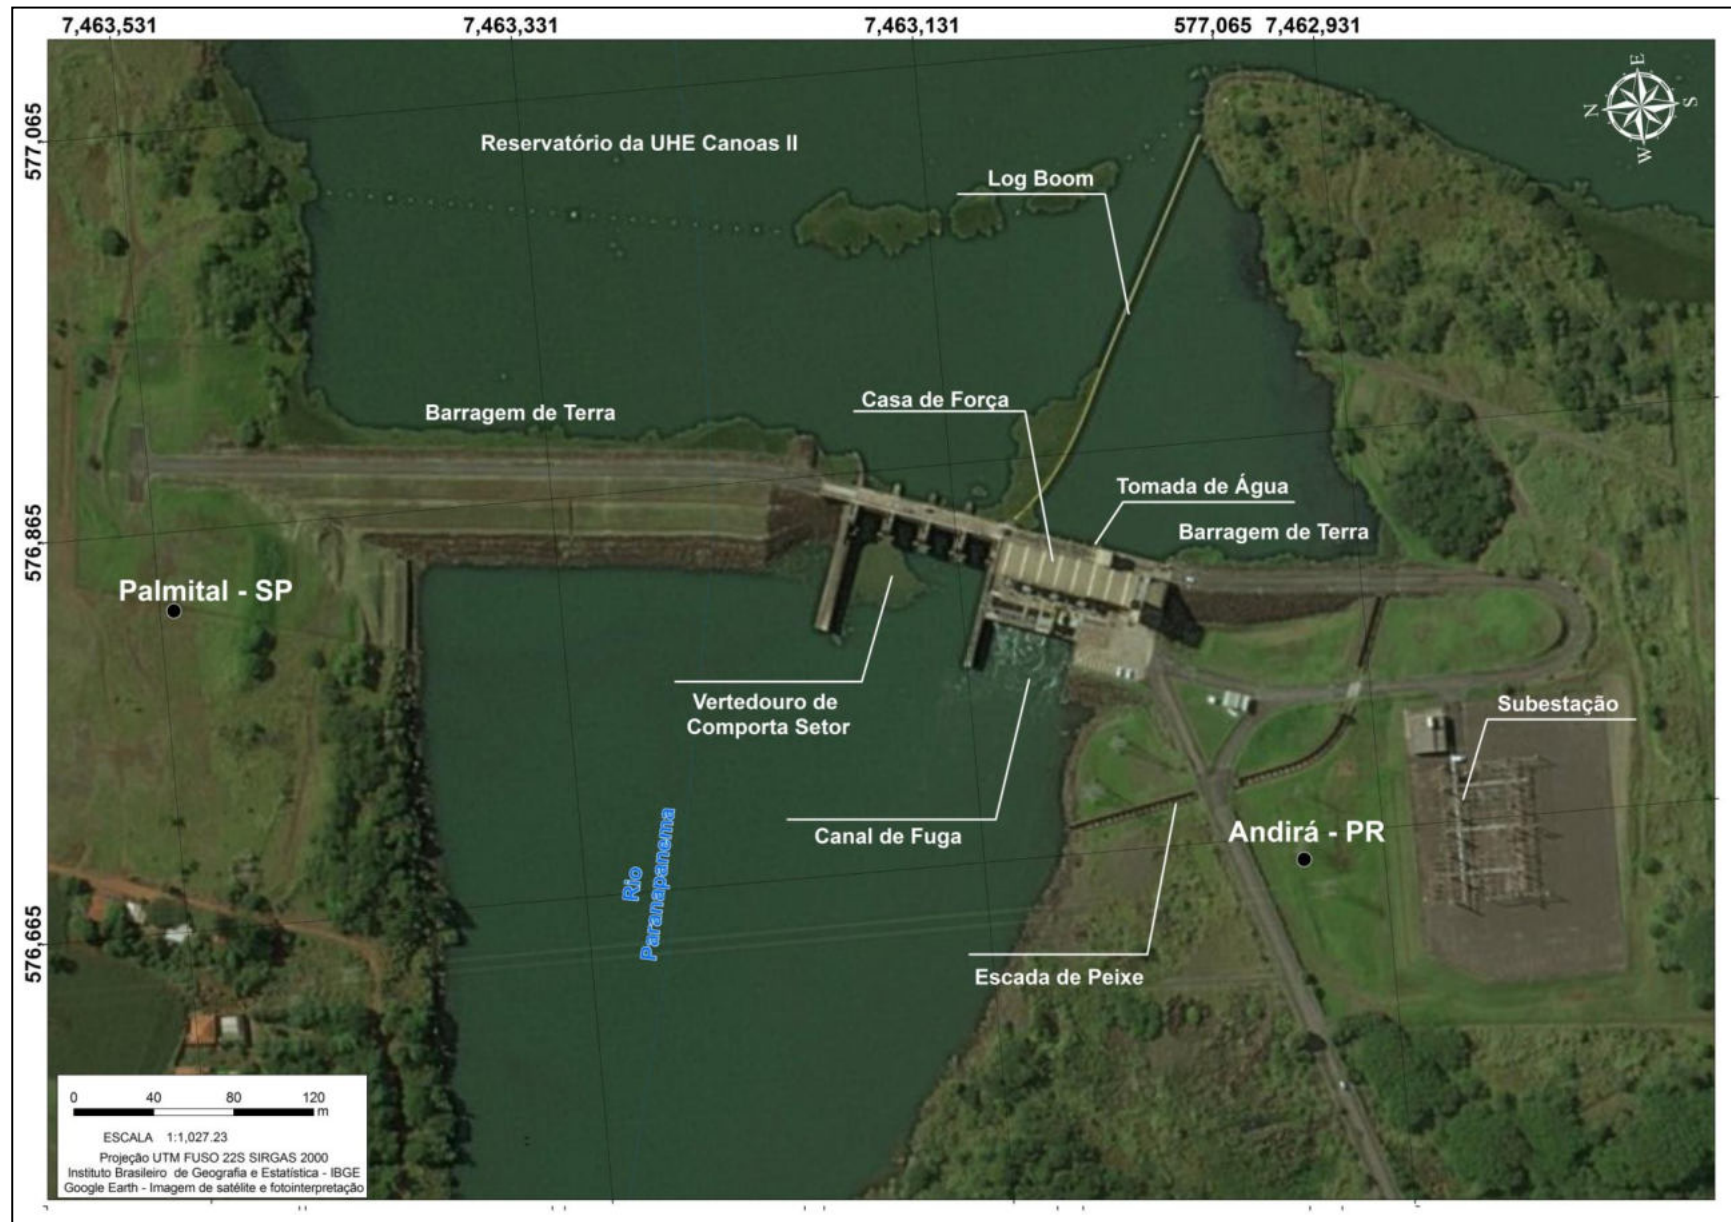 7,463,531
7,463,331
7,463,131
577,065
7,462,931
577,065
E
N
S
W
Reservatório da UHE Canoas II
Log Boom
Casa de Força
Barragem de Terra
Tomada de Água
Barragem de Terra
576,865
Palmital - SP
Vertedouro de
Comporta Setor
Subestação
Canal de Fuga
Andirá - PR
Rio
Paranapanema
576,665
Escada de Peixe
0 40 80 120
m
ESCALA 1:1,027.23
Projeção UTM FUSO 22S SIRGAS 2000
Instituto Brasileiro de Geografia e Estatística - IBGE
Google Earth - Imagem de satélite e fotointerpretação